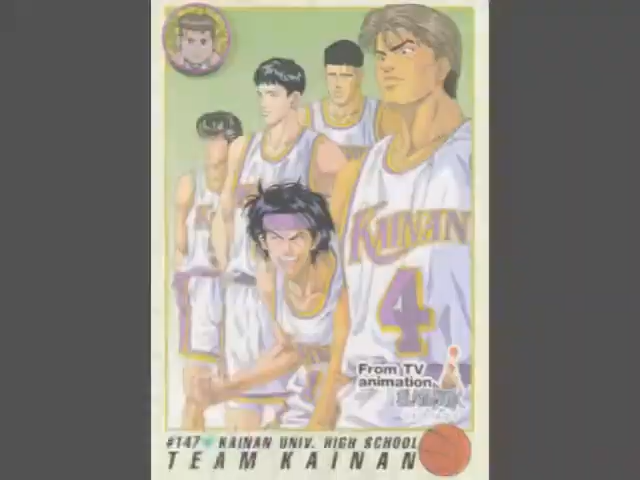 KAINAN
4
From TV
animation
#147 KAINAN UNIV. HIGH SCHOOL
TEAM KAINAN